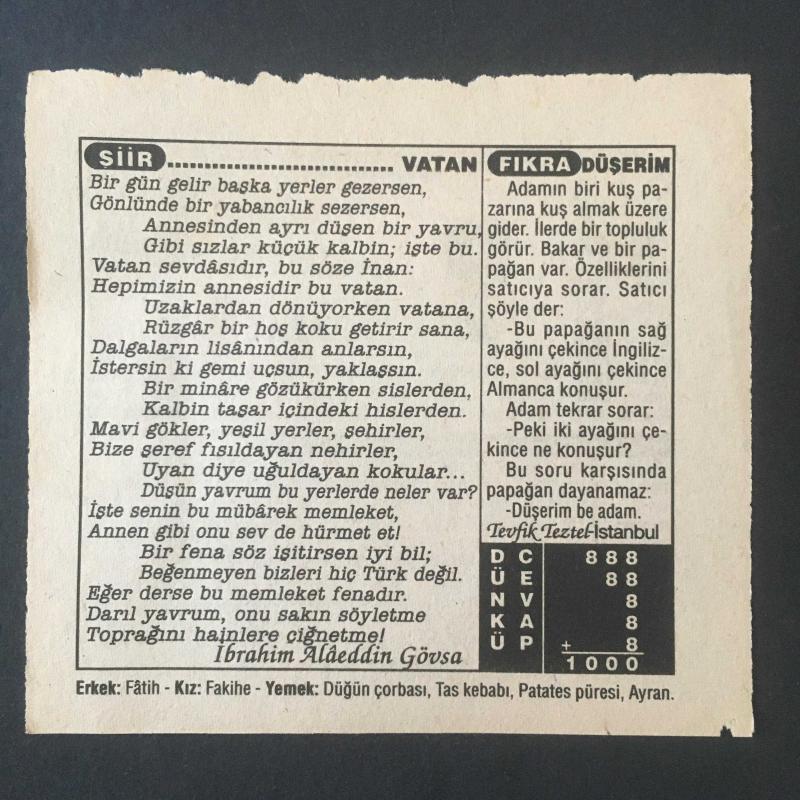 ŞİİR................................. VATAN
Bir gün gelir başka yerler gezersen,
Gönlünde bir yabancılık sezersen,
Annesinden ayrı düşen bir yavru,
Gibi sızlar küçük kalbin; işte bu.
Vatan sevdâsıdır, bu söze İnan:
Hepimizin annesidir bu vatan.
Uzaklardan dönüyorken vatana,
Rüzgâr bir hoş koku getirir sana,
Dalgaların lisânından anlarsın,
İstersin ki gemi uçsun, yaklaşsın.
Bir minâre gözükürken sislerden,
Kalbin taşar içindeki hislerden.
Mavi gökler, yeşil yerler, şehirler,
Bize şeref fısıldayan nehirler,
Uyan diye uğuldayan kokular...
Düşün yavrum bu yerlerde neler var?
İşte senin bu mübârek memleket,
Annen gibi onu sev de hürmet et!
Bir fena söz işitirsen iyi bil;
Beğenmeyen bizleri hiç Türk değil.
Eğer derse bu memleket fenadır.
Darıl yavrum, onu sakın söyletme
Toprağını hainlere çiğnetme!
İbrahim Alâeddin Gövsa
FIKRA DÜŞERİM
Adamın biri kuş pa-
zarına kuş almak üzere
gider. İlerde bir topluluk
görür. Bakar ve bir pa-
pağan var. Özelliklerini
satıcıya sorar. Satıcı
şöyle der:
-Bu papağanın sağ
ayağını çekince İngiliz-
ce, sol ayağını çekince
Almanca konuşur.
Adam tekrar sorar:
-Peki iki ayağını çe-
kince ne konuşur?
Bu soru karşısında
papağan dayanamaz:
-Düşerim be adam.
Tevfik Teztel-İstanbul
DÜNKÜ CEVAP
888
88
8
8
+ 8
1000
Erkek: Fâtih - Kız: Fakihe - Yemek: Düğün çorbası, Tas kebabı, Patates püresi, Ayran.